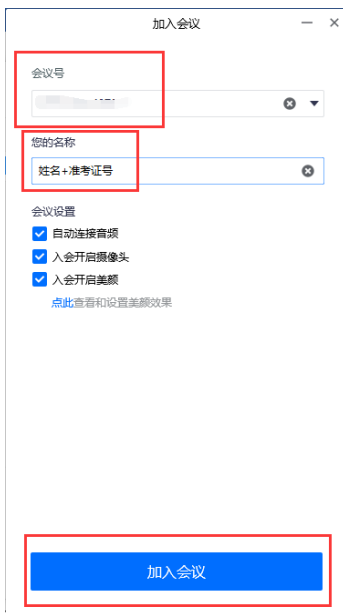 加入会议
会议号
您的名称
姓名+准考证号
会议设置
自动连接音频
入会开启摄像头
入会开启美颜
点此查看和设置美颜效果
加入会议